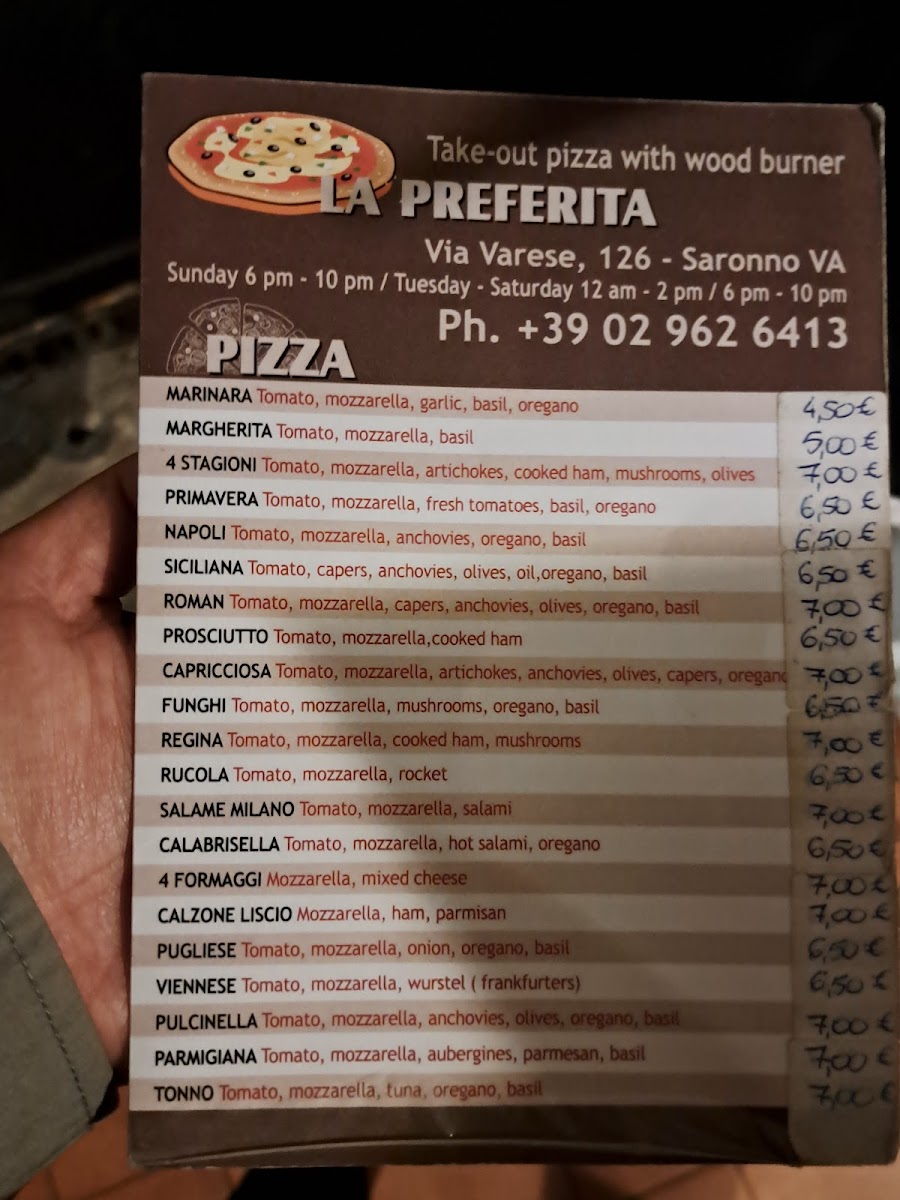 Take-out pizza with wood burner
LA PREFERITA
Via Varese, 126 - Saronno VA
Sunday 6 pm - 10 pm / Tuesday - Saturday 12 am - 2 pm / 6 pm - 10 pm
Ph. +39 02 962 6413
PIZZA
MARINARA Tomato, mozzarella, garlic, basil, oregano 4,50 €
MARGHERITA Tomato, mozzarella, basil 5,00 €
4 STAGIONI Tomato, mozzarella, artichokes, cooked ham, mushrooms, olives 7,00 €
PRIMAVERA Tomato, mozzarella, fresh tomatoes, basil, oregano 6,50 €
NAPOLI Tomato, mozzarella, anchovies, oregano, basil 6,50 €
SICILIANA Tomato, capers, anchovies, olives, oil,oregano, basil 6,50 €
ROMAN Tomato, mozzarella, capers, anchovies, olives, oregano, basil 7,00 €
PROSCIUTTO Tomato, mozzarella,cooked ham 6,50 €
CAPRICCIOSA Tomato, mozzarella, artichokes, anchovies, olives, capers, oregano 7,00 €
FUNGHI Tomato, mozzarella, mushrooms, oregano, basil 6,50 €
REGINA Tomato, mozzarella, cooked ham, mushrooms 7,00 €
RUCOLA Tomato, mozzarella, rocket 6,50 €
SALAME MILANO Tomato, mozzarella, salami 7,00 €
CALABRISELLA Tomato, mozzarella, hot salami, oregano 6,50 €
4 FORMAGGI Mozzarella, mixed cheese 7,00 €
CALZONE LISCIO Mozzarella, ham, parmisan 7,00 €
PUGLIESE Tomato, mozzarella, onion, oregano, basil 6,50 €
VIENNESE Tomato, mozzarella, wurstel ( frankfurters) 6,50 €
PULCINELLA Tomato, mozzarella, anchovies, olives, oregano, basil 7,00 €
PARMIGIANA Tomato, mozzarella, aubergines, parmesan, basil 7,00 €
TONNO Tomato, mozzarella, tuna, oregano, basil 7,00 €